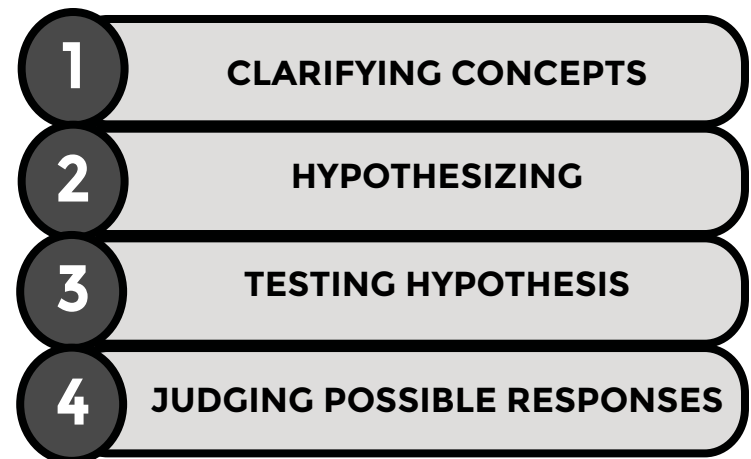 1
CLARIFYING CONCEPTS
2
HYPOTHESIZING
3
TESTING HYPOTHESIS
4
JUDGING POSSIBLE RESPONSES